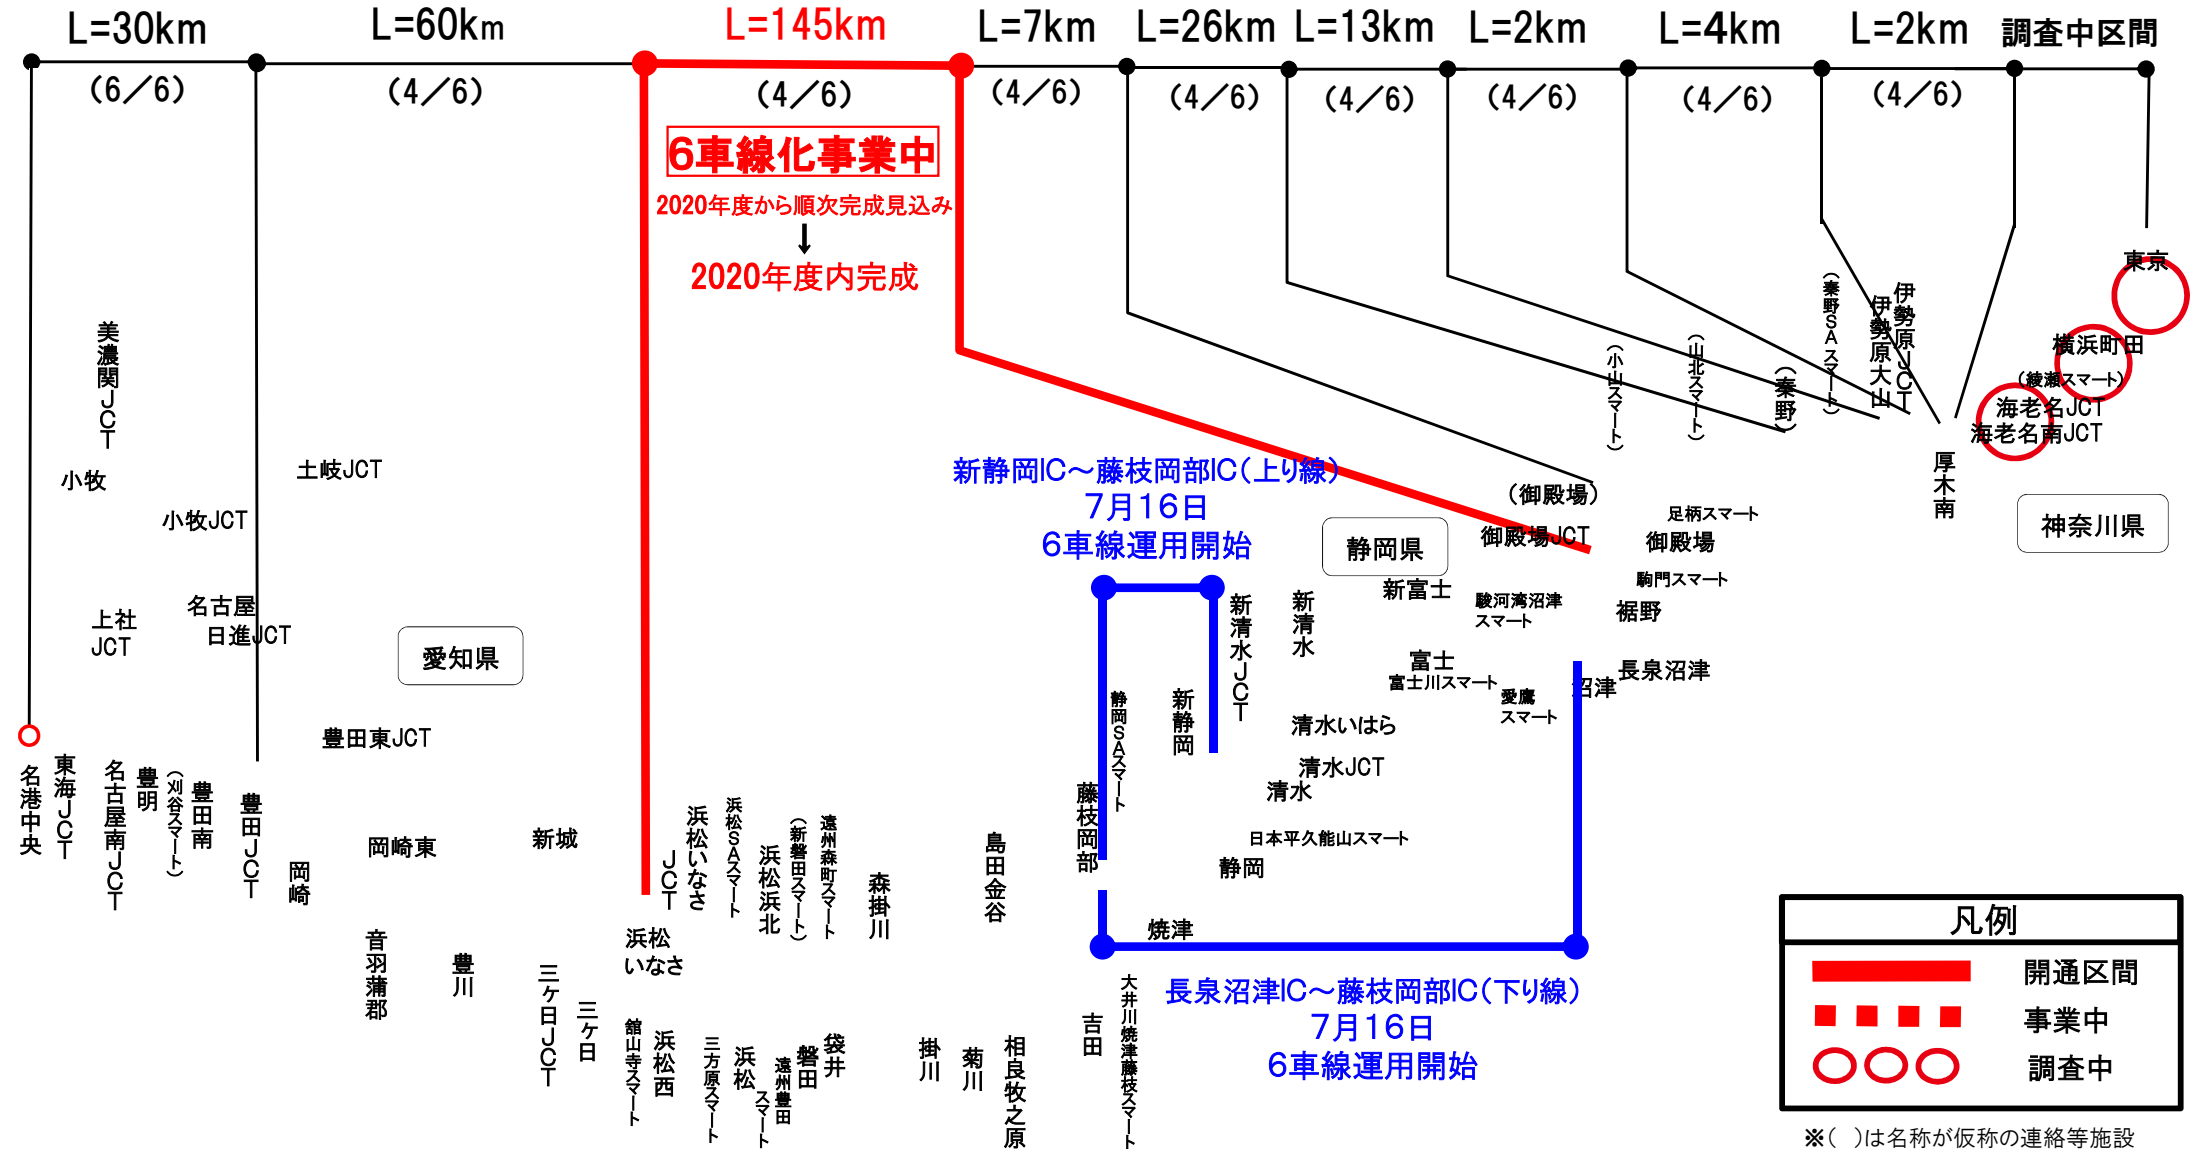 L=30km
L=60km
L=145km
L=7km
L=26km
L=13km
L=2km
L=4km
L=2km
調査中区間
(6／6)
(4／6)
(4／6)
(4／6)
(4／6)
(4／6)
(4／6)
(4／6)
(4／6)
6車線化事業中
2020年度から順次完成見込み
↓
2020年度内完成
東京
横浜町田
(綾瀬スマート)
海老名JCT
海老名南JCT
神奈川県
厚木南
伊勢原JCT
伊勢原大山
(秦野SAスマート)
(秦野)
(山北スマート)
(小山スマート)
(御殿場)
御殿場JCT
足柄スマート
御殿場
駒門スマート
裾野
長泉沼津
沼津
静岡県
新富士
駿河湾沼津
スマート
富士
富士川スマート
愛鷹
スマート
新清水
新清水JCT
清水いはら
清水JCT
清水
日本平久能山スマート
静岡
新静岡
静岡SAスマート
藤枝岡部
焼津
新静岡IC～藤枝岡部IC(上り線)
7月16日
6車線運用開始
長泉沼津IC～藤枝岡部IC(下り線)
7月16日
6車線運用開始
大井川焼津藤枝スマート
吉田
島田金谷
相良牧之原
菊川
掛川
森掛川
遠州森町スマート
(新磐田スマート)
浜松浜北
浜松SAスマート
浜松いなさ
JCT
浜松
いなさ
袋井
磐田
遠州豊田
スマート
浜松
三方原スマート
浜松西
舘山寺スマート
三ヶ日
三ヶ日JCT
新城
豊川
音羽蒲郡
岡崎東
岡崎
愛知県
豊田東JCT
土岐JCT
美濃関JCT
小牧
小牧JCT
名古屋
日進JCT
上社
JCT
豊田JCT
豊田南
(刈谷スマート)
豊明
名古屋南JCT
東海JCT
名港中央
凡例
開通区間
事業中
調査中
※(　)は名称が仮称の連絡等施設